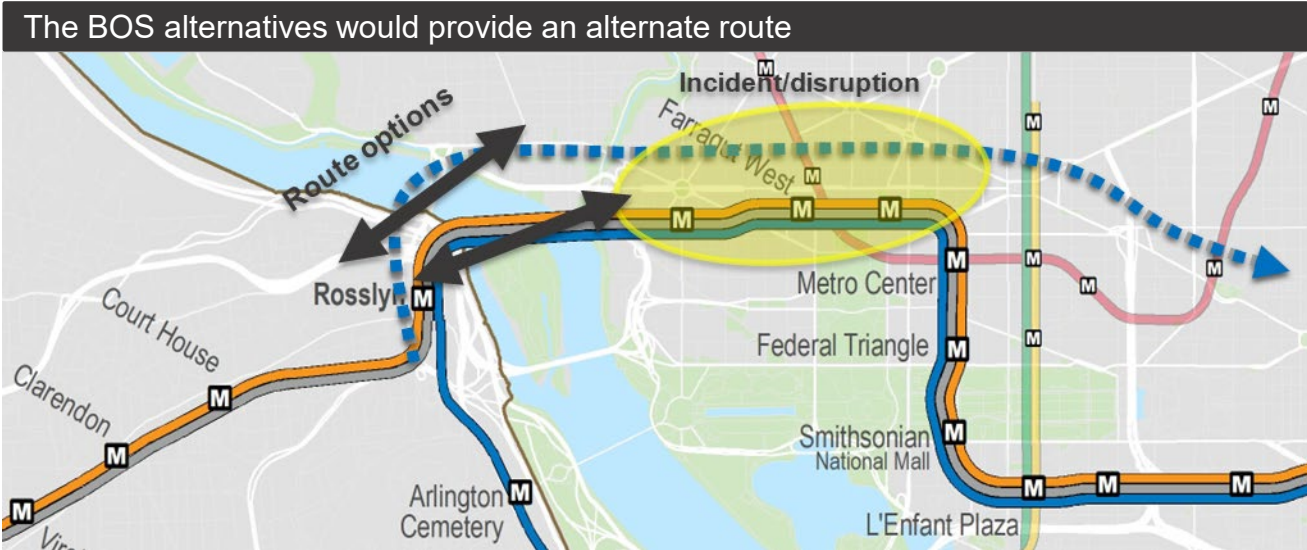 The BOS alternatives would provide an alternate route
Incident/disruption
Route options
Farragut West
M
M
M
M
M
M
M
M
Metro Center
M
M
M
M
Rosslyn
M
Court House
Federal Triangle
M
M
Clarendon
M
M
Smithsonian
National Mall
M
Arlington
Cemetery
M
M
M
M
M
L'Enfant Plaza